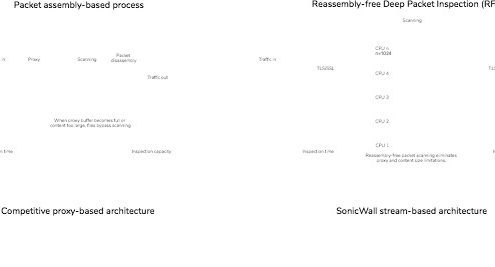 Packet assembly-based process
Reassembly-free Deep Packet Inspection (RF
Scanning
n
Proxy
Scanning
Packet
disassembly
Traffic out
Traffic in
TLS/SSL
CPU n
n=1024
CPU 4
CPU 3
CPU 2
CPU 1
TLS
When proxy buffer becomes full or
content too large, files bypass scanning
n time
Inspection capacity
Inspection time
Reassembly-free packet scanning eliminates
proxy and content size limitations.
Competitive proxy-based architecture
SonicWall stream-based architecture